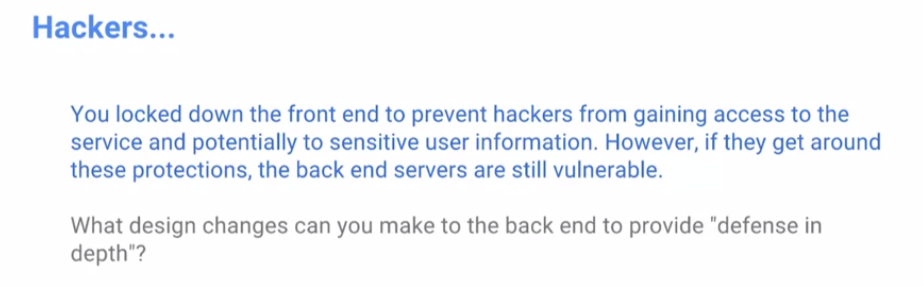 Hackers...
You locked down the front end to prevent hackers from gaining access to the
service and potentially to sensitive user information. However, if they get around
these protections, the back end servers are still vulnerable.
What design changes can you make to the back end to provide "defense in
depth"?